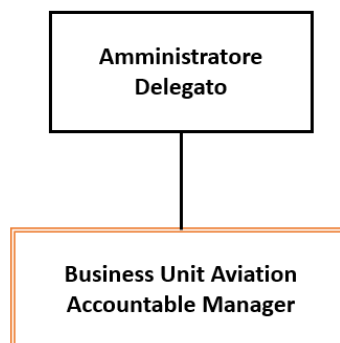 Amministratore
Delegato
Business Unit Aviation
Accountable Manager